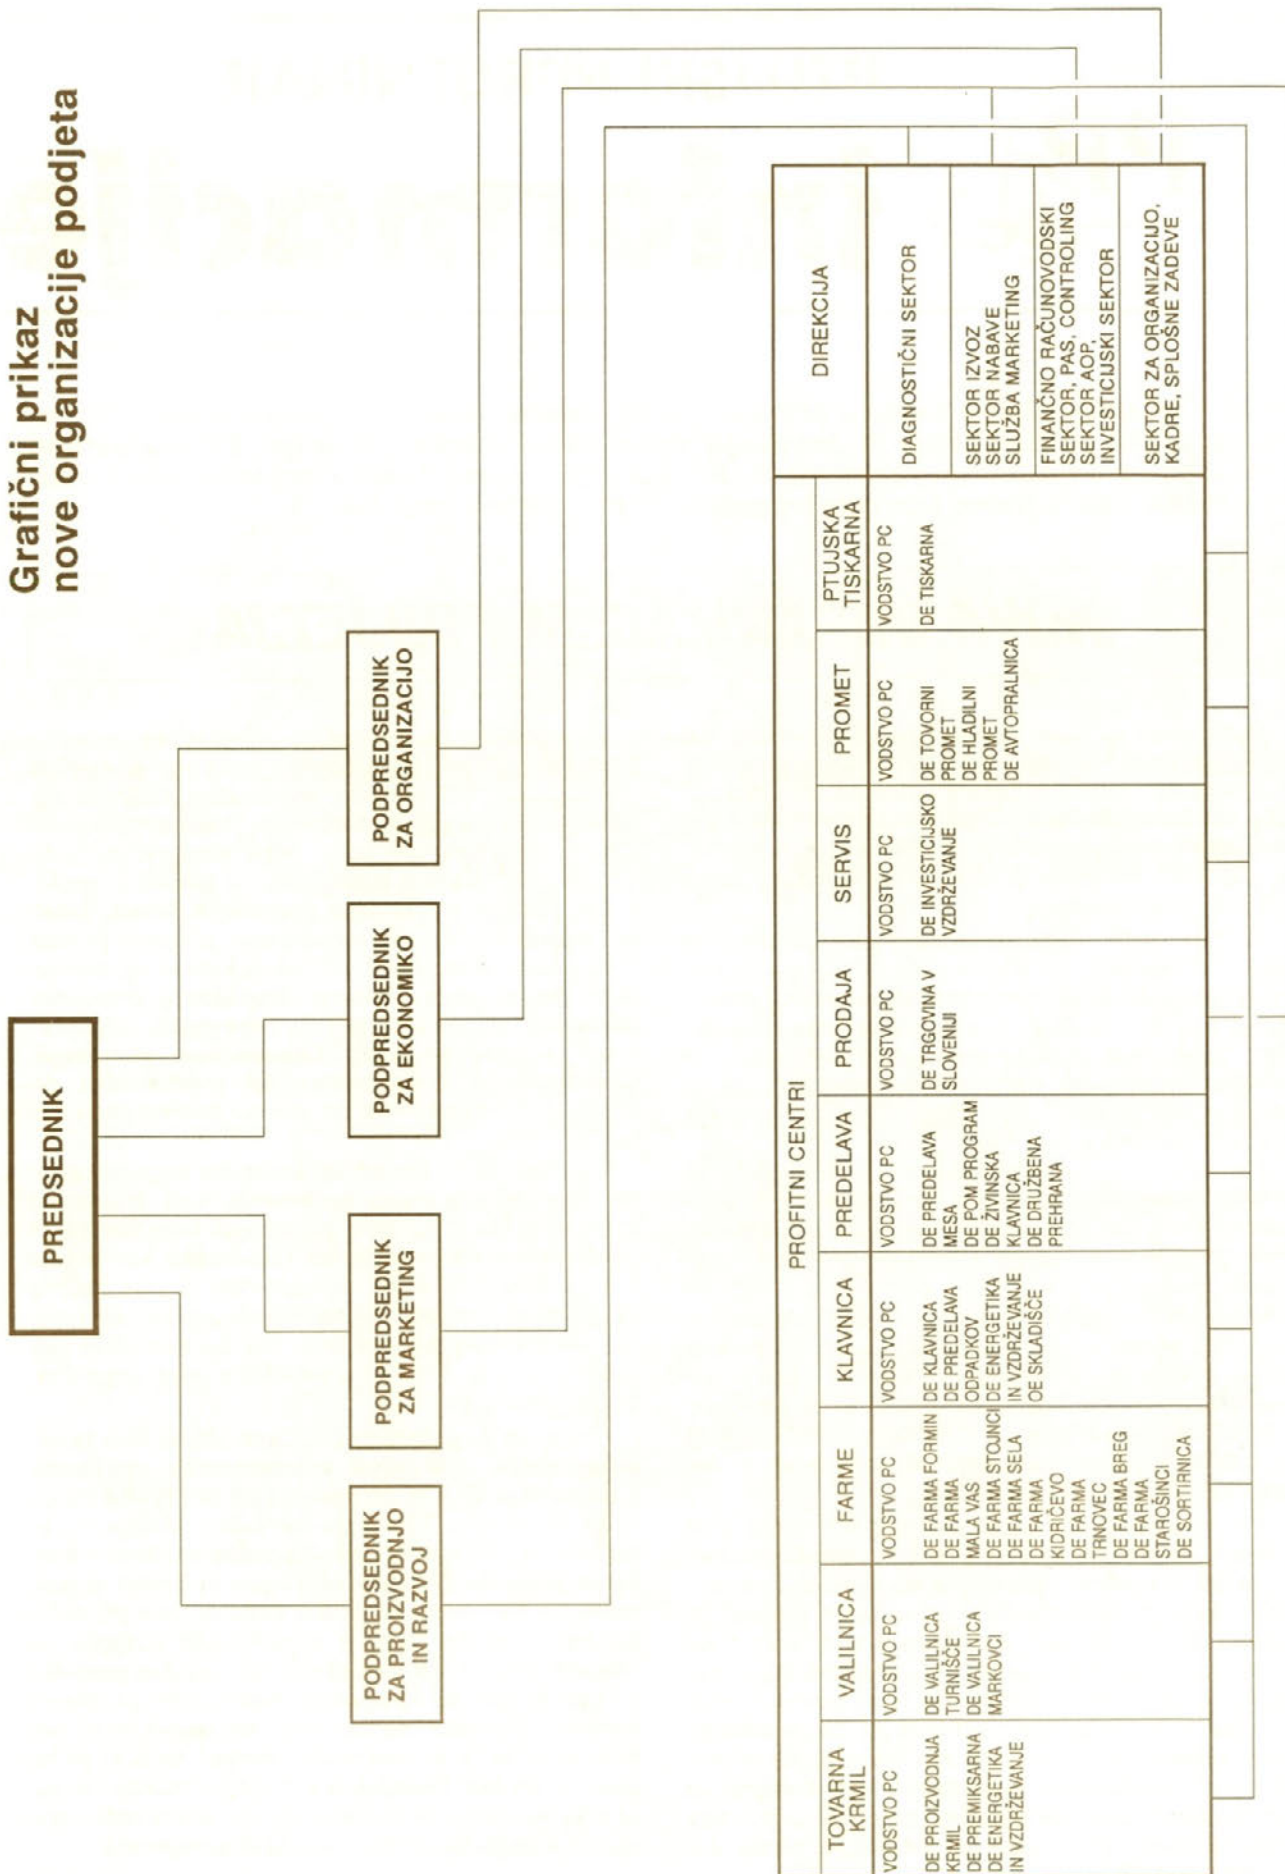 Grafični prikaz
nove organizacije podjeta
PREDSEDNIK
PODPREDSEDNIK
ZA PROIZVODNJO
IN RAZVOJ
PODPREDSEDNIK
ZA MARKETING
PODPREDSEDNIK
ZA EKONOMIKO
PODPREDSEDNIK
ZA ORGANIZACIJO
PROFITNI CENTRI
TOVARNA
KRMIL
VODSTVO PC
DE PROIZVODNJA
KRMIL
DE PREMIKSARNA
DE ENERGETIKA
IN VZDRŽEVANJE
VALILNICA
VODSTVO PC
DE VALILNICA
TURNIŠČE
DE VALILNICA
MARKOVCI
FARME
VODSTVO PC
DE FARMA FORMIN
DE FARMA
MALA VAS
DE FARMA STOJNCI
DE FARMA SELA
DE FARMA
KIDRIČEVO
DE FARMA
TRNOVEC
DE FARMA BREG
DE FARMA
STAROŠINCI
DE SORTIRNICA
KLAVNICA
VODSTVO PC
DE KLAVNICA
DE PREDELAVA
ODPADKOV
DE ENERGETIKA
IN VZDRŽEVANJE
OE SKLADIŠČE
PREDELAVA
VODSTVO PC
DE PREDELAVA
MESA
DE POM PROGRAM
DE ŽIVINSKA
KLAVNICA
DE DRUŽBENA
PREHRANA
PRODAJA
VODSTVO PC
DE TRGOVINA V
SLOVENIJI
SERVIS
VODSTVO PC
DE INVESTICIJSKO
VZDRŽEVANJE
PROMET
VODSTVO PC
DE TOVORNI
PROMET
DE HLADILNI
PROMET
DE AVTOPRALNICA
PTUJSKA
TISKARNA
VODSTVO PC
DE TISKARNA
DIREKCIJA
DIAGNOSTIČNI SEKTOR
SEKTOR IZVOZ
SEKTOR NABAVE
SLUŽBA MARKETING
FINANČNO RAČUNOVODSKI
SEKTOR, PAS, CONTROLING
SEKTOR AOP,
INVESTICIJSKI SEKTOR
SEKTOR ZA ORGANIZACIJO,
KADRE, SPLOŠNE ZADEVE